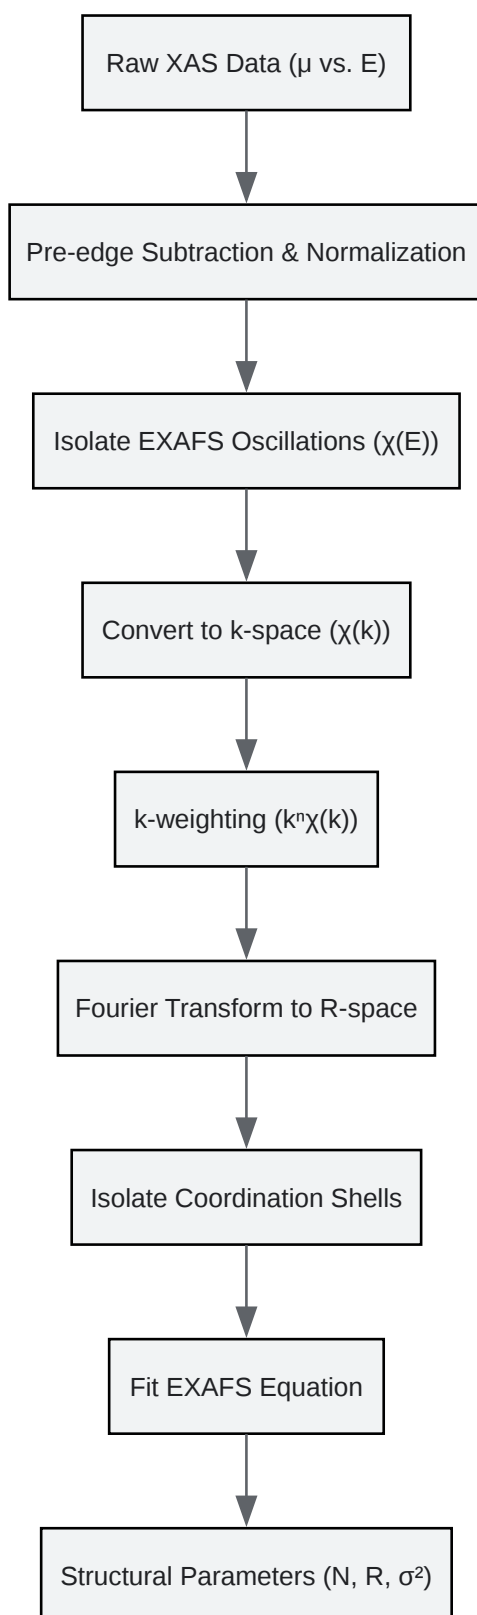 Raw XAS Data (μ vs. E)
Pre-edge Subtraction & Normalization
Isolate EXAFS Oscillations (χ(E))
Convert to k-space (χ(k))
k-weighting (kⁿχ(k))
Fourier Transform to R-space
Isolate Coordination Shells
Fit EXAFS Equation
Structural Parameters (N, R, σ²)